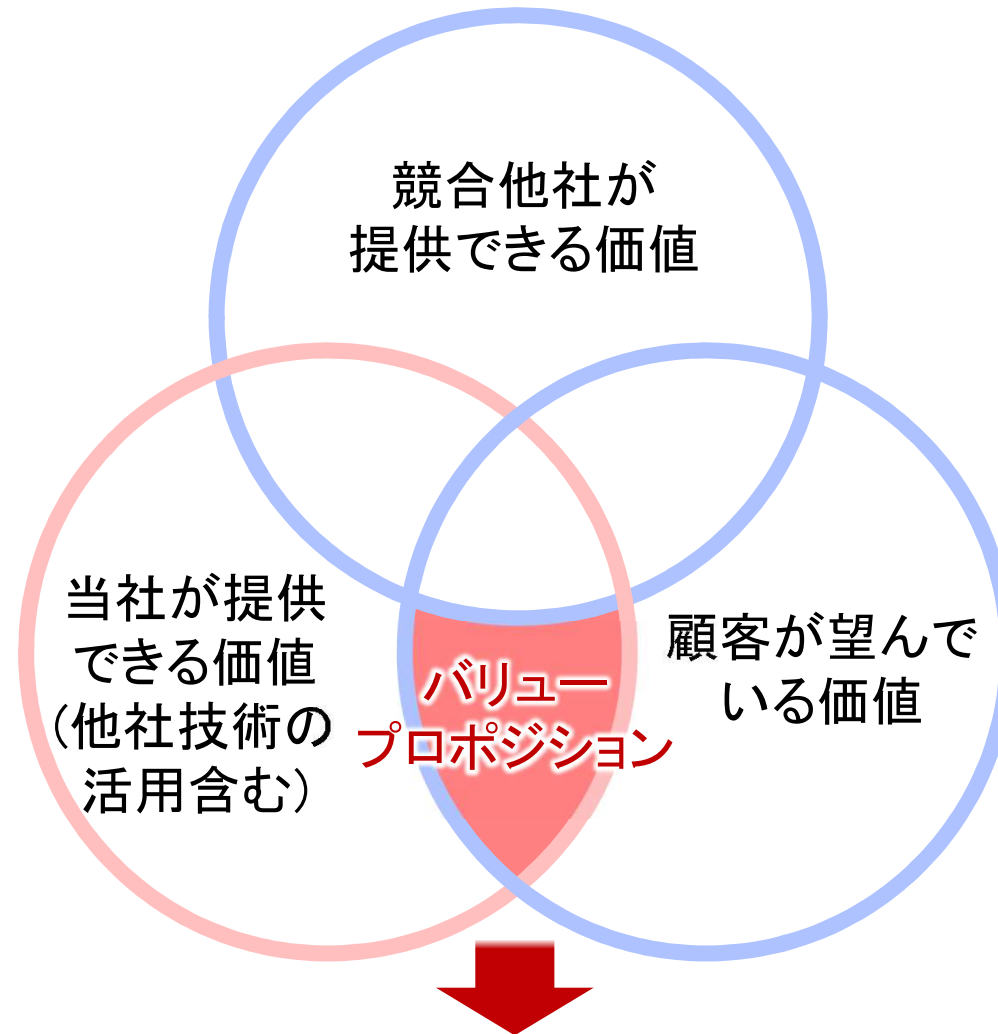 競合他社が
提供できる価値
当社が提供
できる価値
(他社技術の
活用含む)
バリュー
プロポジション
顧客が望んで
いる価値